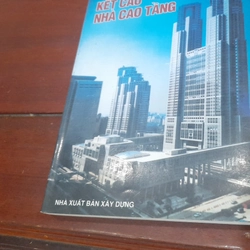 KẾT CẤU
NHÀ CAO TẦNG
NHÀ XUẤT BẢN XÂY DỰNG